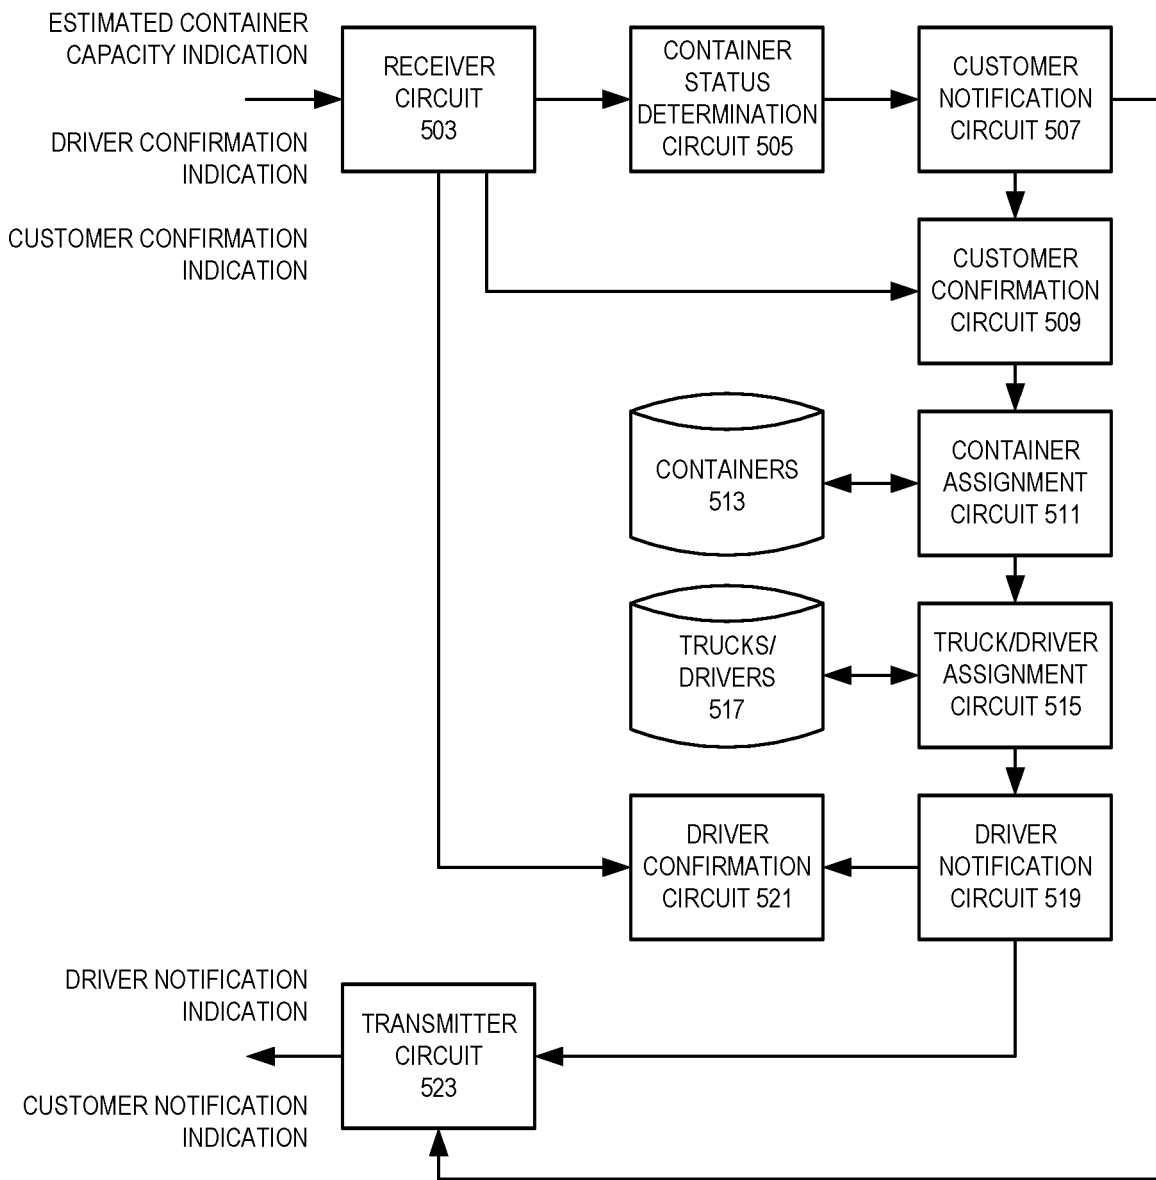 ESTIMATED CONTAINER
CAPACITY INDICATION
DRIVER CONFIRMATION
INDICATION
CUSTOMER CONFIRMATION
INDICATION
RECEIVER
CIRCUIT
503
CONTAINER
STATUS
DETERMINATION
CIRCUIT 505
CUSTOMER
NOTIFICATION
CIRCUIT 507
CUSTOMER
CONFIRMATION
CIRCUIT 509
CONTAINERS
513
CONTAINER
ASSIGNMENT
CIRCUIT 511
TRUCKS/
DRIVERS
517
TRUCK/DRIVER
ASSIGNMENT
CIRCUIT 515
DRIVER
CONFIRMATION
CIRCUIT 521
DRIVER
NOTIFICATION
CIRCUIT 519
DRIVER NOTIFICATION
INDICATION
CUSTOMER NOTIFICATION
INDICATION
TRANSMITTER
CIRCUIT
523